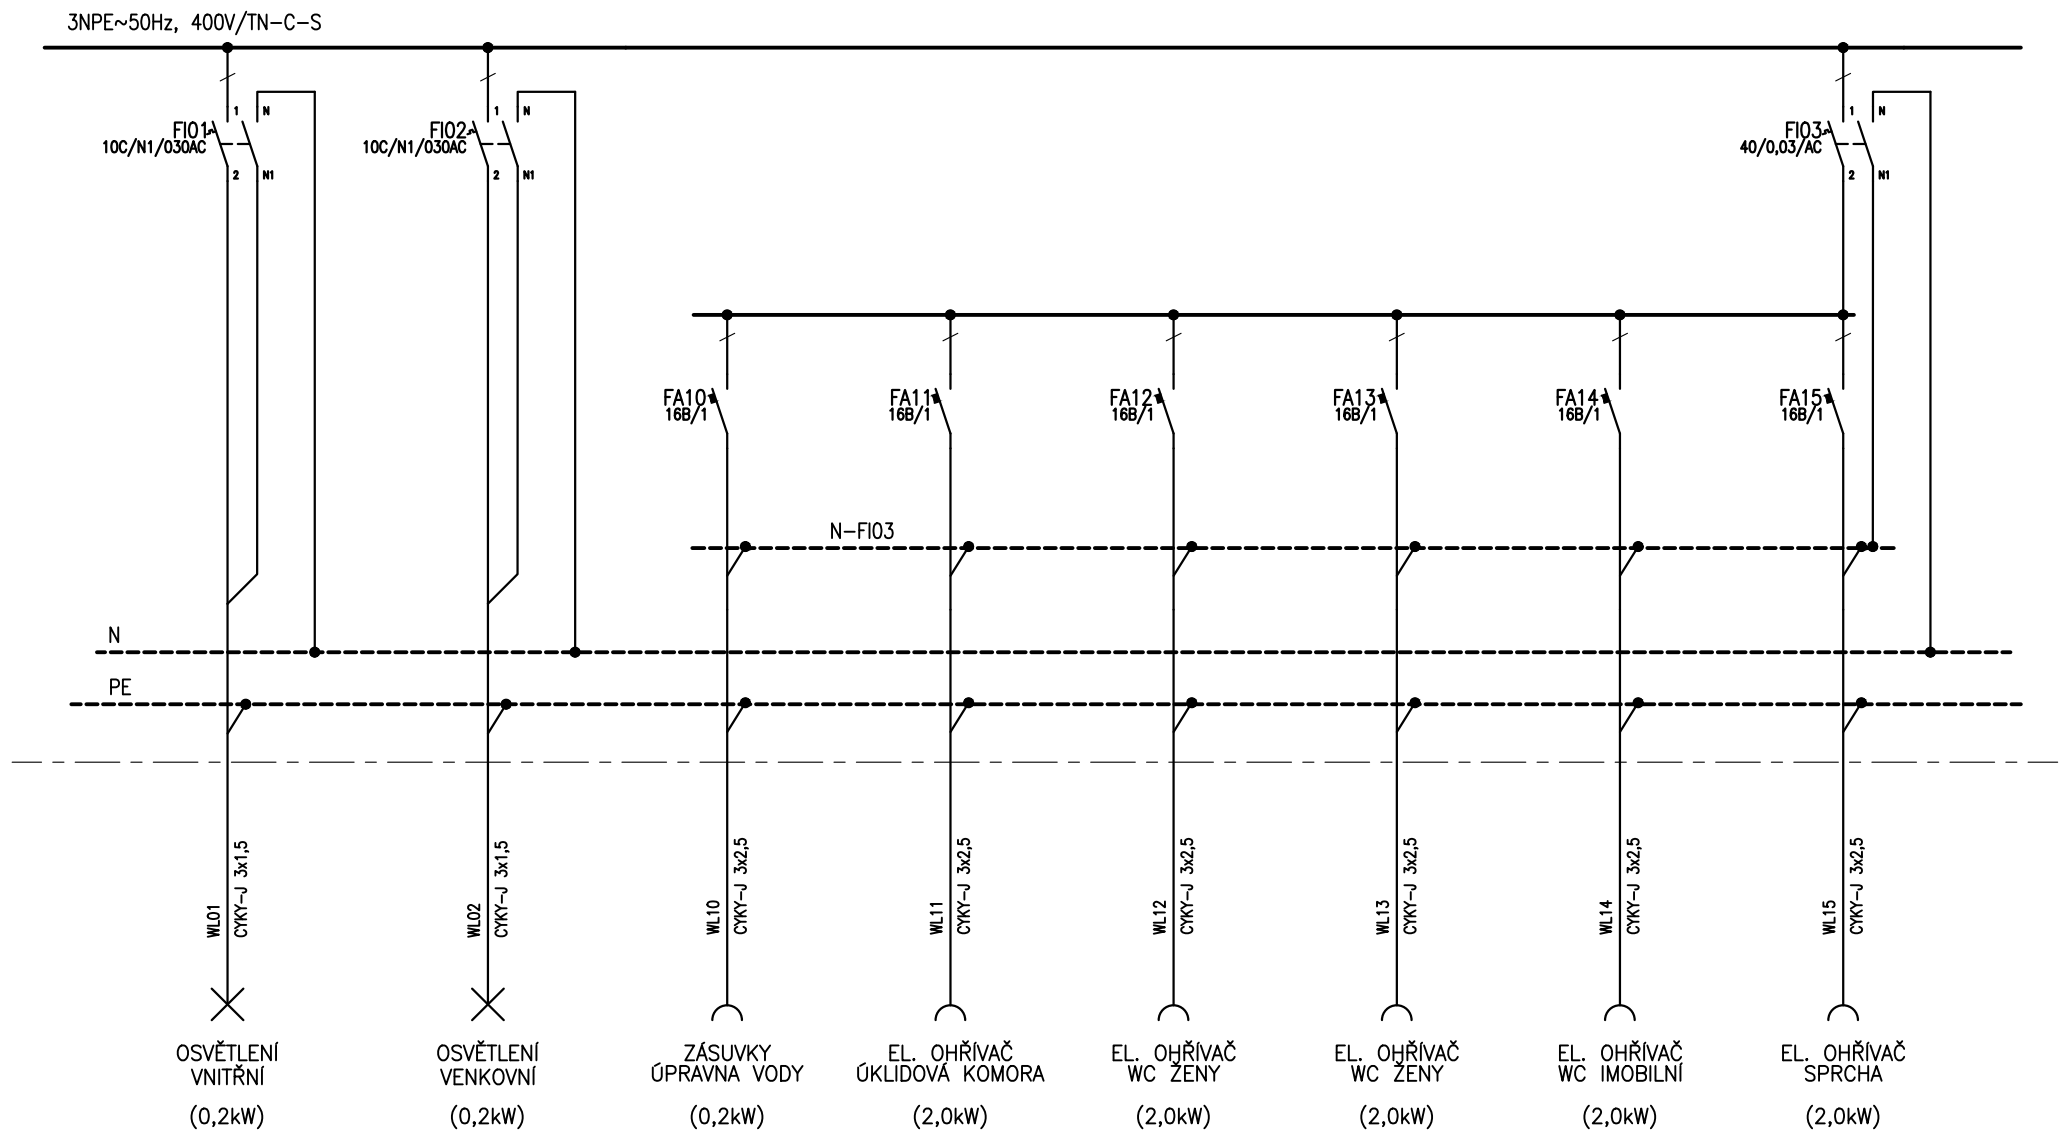 3NPE~50Hz, 400V/TN-C-S
1 N
FI01
10C/N1/030AC
2 N1
1 N
FI02
10C/N1/030AC
2 N1
1 N
FI03
40/0,03/AC
2 N1
FA10
16B/1
FA11
16B/1
FA12
16B/1
FA13
16B/1
FA14
16B/1
FA15
16B/1
N-FI03
N
PE
WL01
CYKY-J 3x1,5
WL02
CYKY-J 3x1,5
WL10
CYKY-J 3x2,5
WL11
CYKY-J 3x2,5
WL12
CYKY-J 3x2,5
WL13
CYKY-J 3x2,5
WL14
CYKY-J 3x2,5
WL15
CYKY-J 3x2,5
OSVĚTLENÍ
VNITŘNÍ
(0,2kW)
OSVĚTLENÍ
VENKOVNÍ
(0,2kW)
ZÁSUVKY
ÚPRAVNA VODY
(0,2kW)
EL. OHŘÍVAČ
ÚKLIDOVÁ KOMORA
(2,0kW)
EL. OHŘÍVAČ
WC ŽENY
(2,0kW)
EL. OHŘÍVAČ
WC ŽENY
(2,0kW)
EL. OHŘÍVAČ
WC IMOBILNÍ
(2,0kW)
EL. OHŘÍVAČ
SPRCHA
(2,0kW)